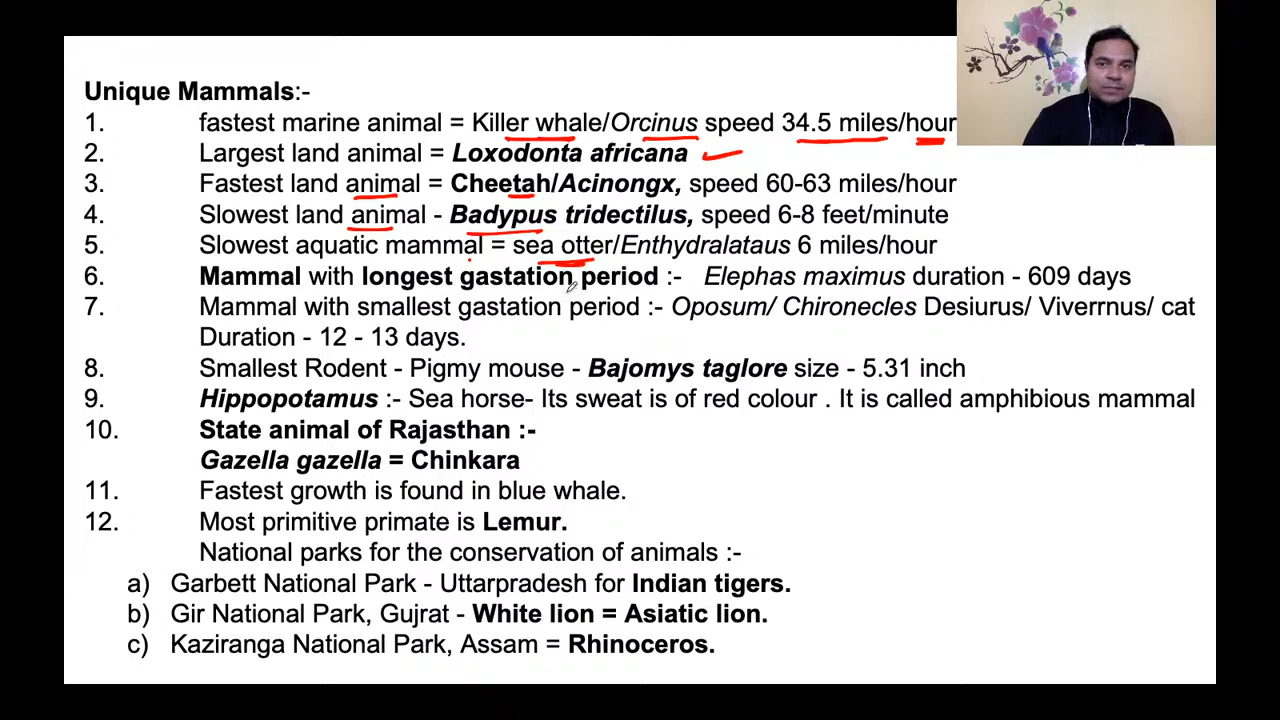 Unique Mammals:-
1. fastest marine animal = Killer whale/Orcinus speed 34.5 miles/hour
2. Largest land animal = Loxodonta africana
3. Fastest land animal = Cheetah/Acinongx, speed 60-63 miles/hour
4. Slowest land animal - Badypus tridectilus, speed 6-8 feet/minute
5. Slowest aquatic mammal = sea otter/Enthydralataus 6 miles/hour
6. Mammal with longest gastation period :- Elephas maximus duration - 609 days
7. Mammal with smallest gastation period :- Oposum/ Chironecles Desiurus/ Viverrnus/ cat
Duration - 12 - 13 days.
8. Smallest Rodent - Pigmy mouse - Bajomys taglore size - 5.31 inch
9. Hippopotamus :- Sea horse- Its sweat is of red colour . It is called amphibious mammal
10. State animal of Rajasthan :-
Gazella gazella = Chinkara
11. Fastest growth is found in blue whale.
12. Most primitive primate is Lemur.
National parks for the conservation of animals :-
a) Garbett National Park - Uttarpradesh for Indian tigers.
b) Gir National Park, Gujrat - White lion = Asiatic lion.
c) Kaziranga National Park, Assam = Rhinoceros.